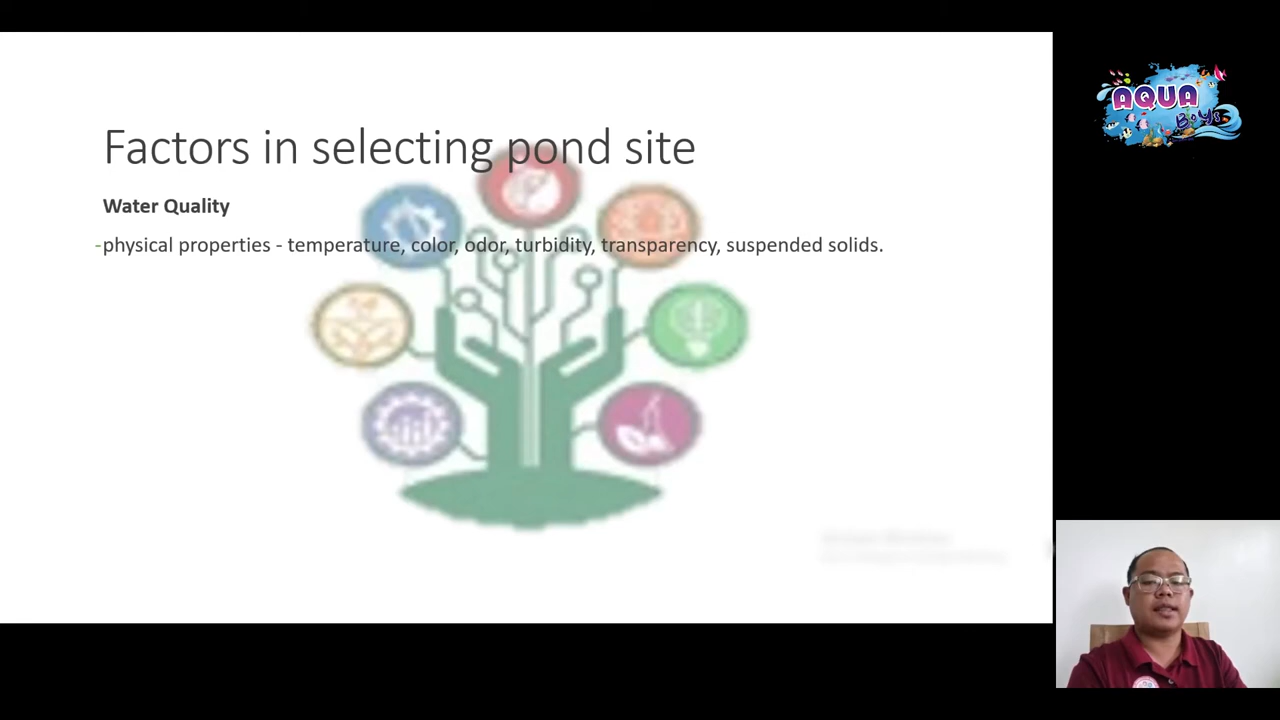 Factors in selecting pond site
Water Quality
-physical properties - temperature, color, odor, turbidity, transparency, suspended solids.
AQUA
Boys